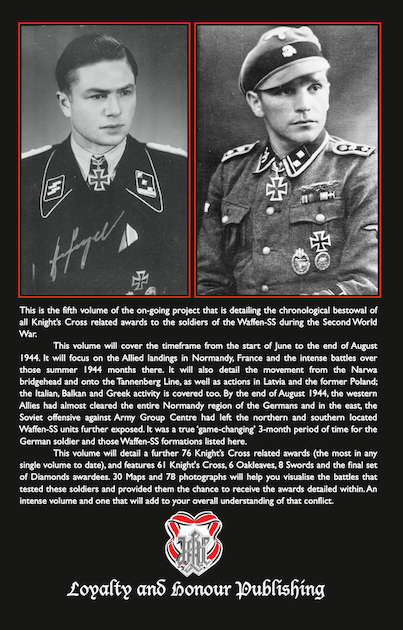 This is the fifth volume of the on-going project that is detailing the chronological bestowal of
all Knight's Cross related awards to the soldiers of the Waffen-SS during the Second World
War.
This volume will cover the timeframe from the start of June to the end of August
1944. It will focus on the Allied landings in Normandy, France and the intense battles over
those summer 1944 months there. It will also detail the movement from the Narwa
bridgehead and onto the Tannenberg Line, as well as actions in Latvia and the former Poland;
the Italian, Balkan and Greek activity is covered too. By the end of August 1944, the western
Allies had almost cleared the entire Normandy region of the Germans and in the east, the
Soviet offensive against Army Group Centre had left the northern and southern located
Waffen-SS units further exposed. It was a true 'game-changing' 3-month period of time for the
German soldier and those Waffen-SS formations listed here.
This volume will detail a further 76 Knight's Cross related awards (the most in any
single volume to date), and features 61 Knight's Cross, 6 Oakleaves, 8 Swords and the final set
of Diamonds awardees. 30 Maps and 78 photographs will help you visualise the battles that
tested these soldiers and provided them the chance to receive the awards detailed within. An
intense volume and one that will add to your overall understanding of that conflict.
Loyalty and Honour Publishing